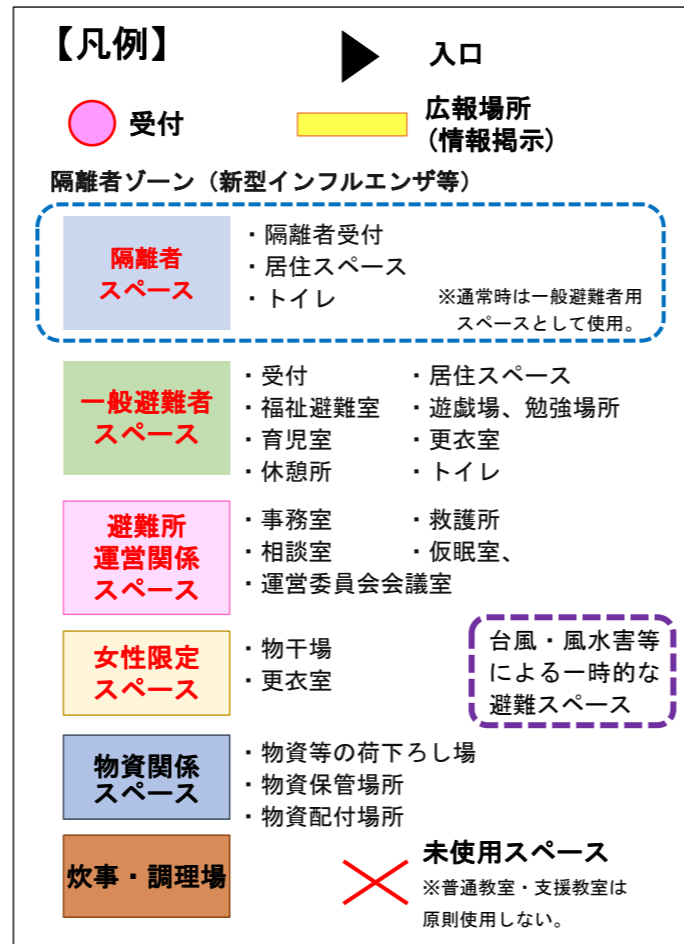 【凡例】
入口
受付
広報場所
(情報掲示)
隔離者ゾーン（新型インフルエンザ等）
隔離者
スペース
・隔離者受付
・居住スペース
・トイレ
※通常時は一般避難者用
スペースとして使用。
一般避難者
スペース
・受付
・福祉避難室
・育児室
・休憩所
・居住スペース
・遊戯場、勉強場所
・更衣室
・トイレ
避難所
運営関係
スペース
・事務室
・救護所
・相談室
・仮眠室、
・運営委員会会議室
女性限定
スペース
・物干場
・更衣室
台風・風水害等
による一時的な
避難スペース
物資関係
スペース
・物資等の荷下ろし場
・物資保管場所
・物資配付場所
炊事・調理場
未使用スペース
※普通教室・支援教室は
原則使用しない。